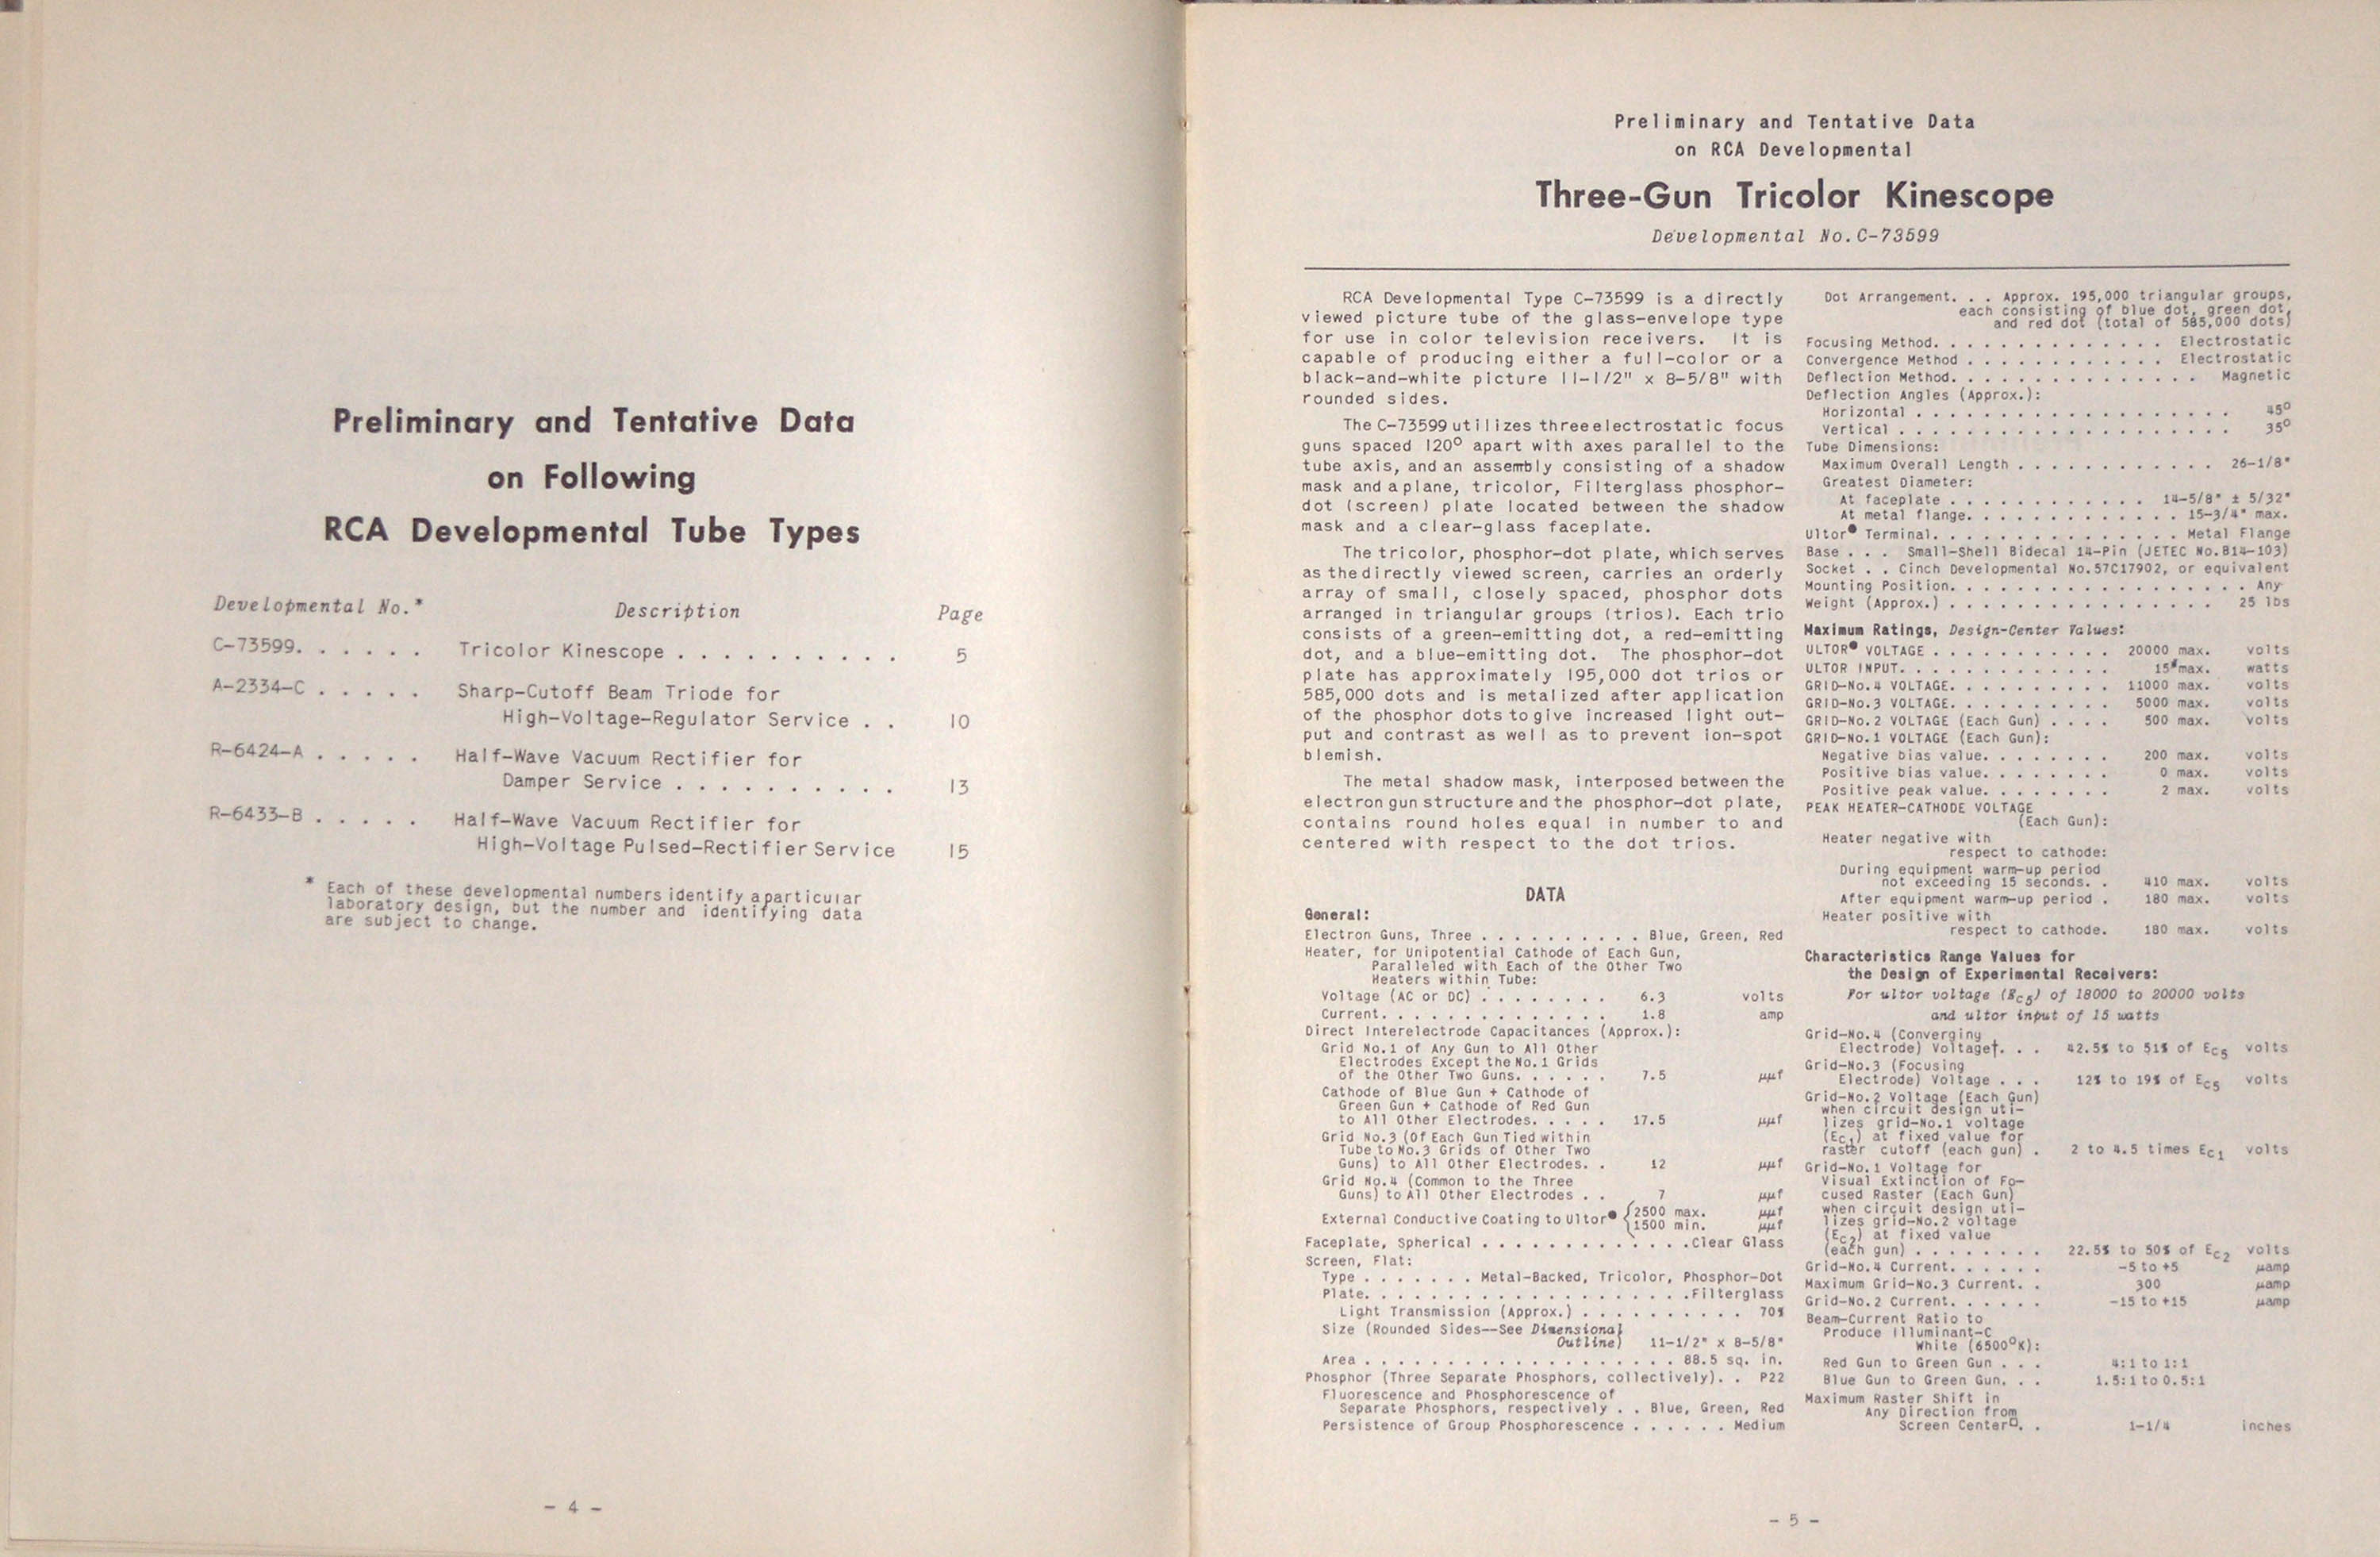 Preliminary and Tentative Data
on Following
RCA Developmental Tube Types
Developmental No.* Description Page
C-73599. . . . . . Tricolor Kinescope . . . . . . . . . . 5
A-2334-C . . . . . Sharp-Cutoff Beam Triode for
High-Voltage-Regulator Service . . 10
R-6424-A . . . . . Half-Wave Vacuum Rectifier for
Damper Service . . . . . . . . . . 13
R-6433-B . . . . . Half-Wave Vacuum Rectifier for
High-Voltage Pulsed-Rectifier Service 15
* Each of these developmental numbers identify a particular
laboratory design, but the number and identifying data
are subject to change.
- 4 -
Preliminary and Tentative Data
on RCA Developmental
Three-Gun Tricolor Kinescope
Developmental No. C-73599
RCA Developmental Type C-73599 is a directly
viewed picture tube of the glass-envelope type
for use in color television receivers. It is
capable of producing either a full-color or a
black-and-white picture 11-1/2" x 8-5/8" with
rounded sides.
The C-73599 utilizes three electrostatic focus
guns spaced 120° apart with axes parallel to the
tube axis, and an assembly consisting of a shadow
mask and a plane, tricolor, Filterglass phosphor-
dot (screen) plate located between the shadow
mask and a clear-glass faceplate.
The tricolor, phosphor-dot plate, which serves
as the directly viewed screen, carries an orderly
array of small, closely spaced, phosphor dots
arranged in triangular groups (trios). Each trio
consists of a green-emitting dot, a red-emitting
dot, and a blue-emitting dot. The phosphor-dot
plate has approximately 195,000 dot trios or
585,000 dots and is metalized after application
of the phosphor dots to give increased light out-
put and contrast as well as to prevent ion-spot
blemish.
The metal shadow mask, interposed between the
electron gun structure and the phosphor-dot plate,
contains round holes equal in number to and
centered with respect to the dot trios.
DATA
General:
Electron Guns, Three . . . . . . . . . . Blue, Green, Red
Heater, for Unipotential Cathode of Each Gun,
Paralleled with Each of the Other Two
Heaters within Tube:
Voltage (AC or DC) . . . . . . . . 6.3 volts
Current. . . . . . . . . . . . . . 1.8 amp
Direct Interelectrode Capacitances (Approx.):
Grid No.1 of Any Gun to All Other
Electrodes Except the No.1 Grids
of the Other Two Guns. . . . . . 7.5 μμf
Cathode of Blue Gun + Cathode of
Green Gun + Cathode of Red Gun
to All Other Electrodes. . . . . 17.5 μμf
Grid No.3 (Of Each Gun Tied within
Tube to No.3 Grids of Other Two
Guns) to All Other Electrodes. . 12 μμf
Grid No.4 (Common to the Three
Guns) to All Other Electrodes . . 7 μμf
External Conductive Coating to Ultor● {2500 max. μμf
1500 min. μμf
Faceplate, Spherical . . . . . . . . . . . . . .Clear Glass
Screen, Flat:
Type . . . . . . . Metal-Backed, Tricolor, Phosphor-Dot
Plate. . . . . . . . . . . . . . . . . . . .Filterglass
Light Transmission (Approx.) . . . . . . . . . . 70%
Size (Rounded Sides--See Dimensional
Outline) 11-1/2" x 8-5/8"
Area . . . . . . . . . . . . . . . . . . . 88.5 sq. in.
Phosphor (Three Separate Phosphors, collectively). . P22
Fluorescence and Phosphorescence of
Separate Phosphors, respectively . . Blue, Green, Red
Persistence of Group Phosphorescence . . . . . . Medium
Dot Arrangement. . . Approx. 195,000 triangular groups,
each consisting of blue dot, green dot,
and red dot (total of 585,000 dots)
Focusing Method. . . . . . . . . . . . . . Electrostatic
Convergence Method . . . . . . . . . . . . Electrostatic
Deflection Method. . . . . . . . . . . . . . . Magnetic
Deflection Angles (Approx.):
Horizontal . . . . . . . . . . . . . . . . . . . 45°
Vertical . . . . . . . . . . . . . . . . . . . . 35°
Tube Dimensions:
Maximum Overall Length . . . . . . . . . . . . 26-1/8"
Greatest Diameter:
At faceplate . . . . . . . . . . . . 14-5/8" ± 5/32"
At metal flange. . . . . . . . . . . . . 15-3/4" max.
Ultor● Terminal. . . . . . . . . . . . . . . Metal Flange
Base . . . Small-Shell Bidecal 14-Pin (JETEC No.B14-103)
Socket . . Cinch Developmental No.57C17902, or equivalent
Mounting Position. . . . . . . . . . . . . . . . . . Any
Weight (Approx.) . . . . . . . . . . . . . . . . 25 lbs
Maximum Ratings, Design-Center Values:
ULTOR● VOLTAGE . . . . . . . . . . . 20000 max. volts
ULTOR INPUT. . . . . . . . . . . . . 15# max. watts
GRID-No.4 VOLTAGE. . . . . . . . . . 11000 max. volts
GRID-No.3 VOLTAGE. . . . . . . . . . 5000 max. volts
GRID-No.2 VOLTAGE (Each Gun) . . . . 500 max. volts
GRID-No.1 VOLTAGE (Each Gun):
Negative bias value. . . . . . . . 200 max. volts
Positive bias value. . . . . . . . 0 max. volts
Positive peak value. . . . . . . . 2 max. volts
PEAK HEATER-CATHODE VOLTAGE
(Each Gun):
Heater negative with
respect to cathode:
During equipment warm-up period
not exceeding 15 seconds. . 410 max. volts
After equipment warm-up period . 180 max. volts
Heater positive with
respect to cathode. 180 max. volts
Characteristics Range Values for
the Design of Experimental Receivers:
For ultor voltage (Ec5) of 18000 to 20000 volts
and ultor input of 15 watts
Grid-No.4 (Converging
Electrode) Voltage†. . . 42.5% to 51% of Ec5 volts
Grid-No.3 (Focusing
Electrode) Voltage . . . 12% to 19% of Ec5 volts
Grid-No.2 Voltage (Each Gun)
when circuit design uti-
lizes grid-No.1 voltage
(Ec1) at fixed value for
raster cutoff (each gun) . 2 to 4.5 times Ec1 volts
Grid-No.1 Voltage for
Visual Extinction of Fo-
cused Raster (Each Gun)
when circuit design uti-
lizes grid-No.2 voltage
(Ec2) at fixed value
(each gun) . . . . . . . . 22.5% to 50% of Ec2 volts
Grid-No.4 Current. . . . . . -5 to +5 μamp
Maximum Grid-No.3 Current. . 300 μamp
Grid-No.2 Current. . . . . . -15 to +15 μamp
Beam-Current Ratio to
Produce Illuminant-C
White (6500°K):
Red Gun to Green Gun . . . 4:1 to 1:1
Blue Gun to Green Gun. . . 1.5:1 to 0.5:1
Maximum Raster Shift in
Any Direction from
Screen Center□. . 1-1/4 inches
- 5 -